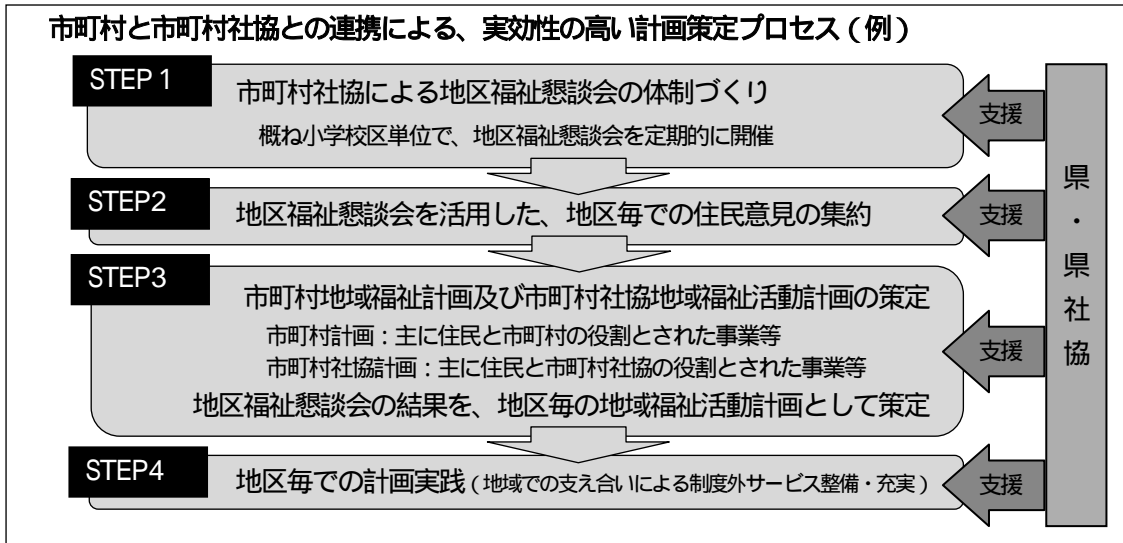 市町村と市町村社協との連携による、実効性の高い計画策定プロセス（例）
STEP 1
市町村社協による地区福祉懇談会の体制づくり
概ね小学校区単位で、地区福祉懇談会を定期的に開催
支援
STEP2
地区福祉懇談会を活用した、地区毎での住民意見の集約
支援
STEP3
市町村地域福祉計画及び市町村社協地域福祉活動計画の策定
市町村計画：主に住民と市町村の役割とされた事業等
市町村社協計画：主に住民と市町村社協の役割とされた事業等
地区福祉懇談会の結果を、地区毎の地域福祉活動計画として策定
支援
STEP4
地区毎での計画実践（地域での支え合いによる制度外サービス整備・充実）
支援
県・県社協